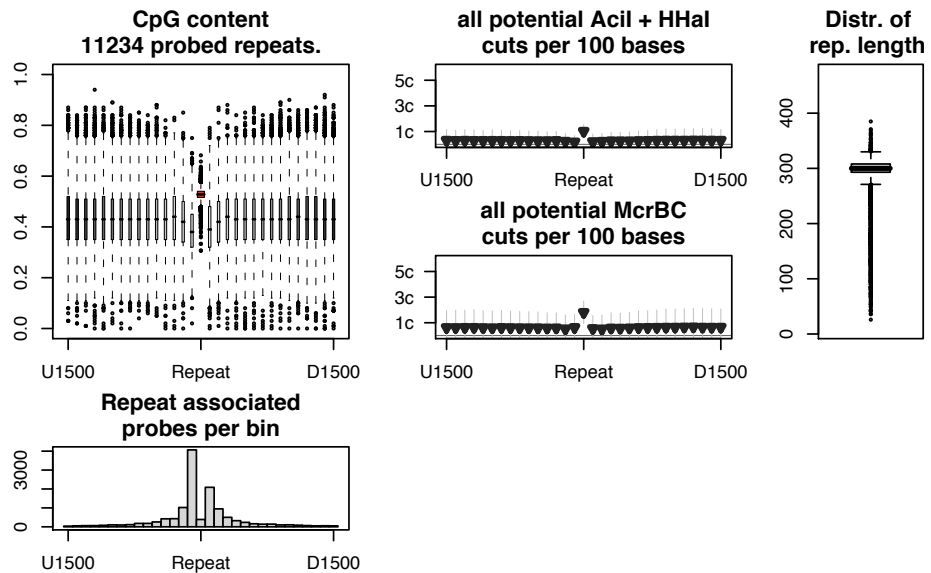 CpG content
11234 probed repeats.
1.0
0.8
0.6
0.4
0.2
0.0
U1500
Repeat
D1500
all potential AciI + HHaI
cuts per 100 bases
5c
3c
1c
U1500
Repeat
D1500
all potential McrBC
cuts per 100 bases
5c
3c
1c
U1500
Repeat
D1500
Distr. of
rep. length
400
300
200
100
0
Repeat associated
probes per bin
3000
0
U1500
Repeat
D1500